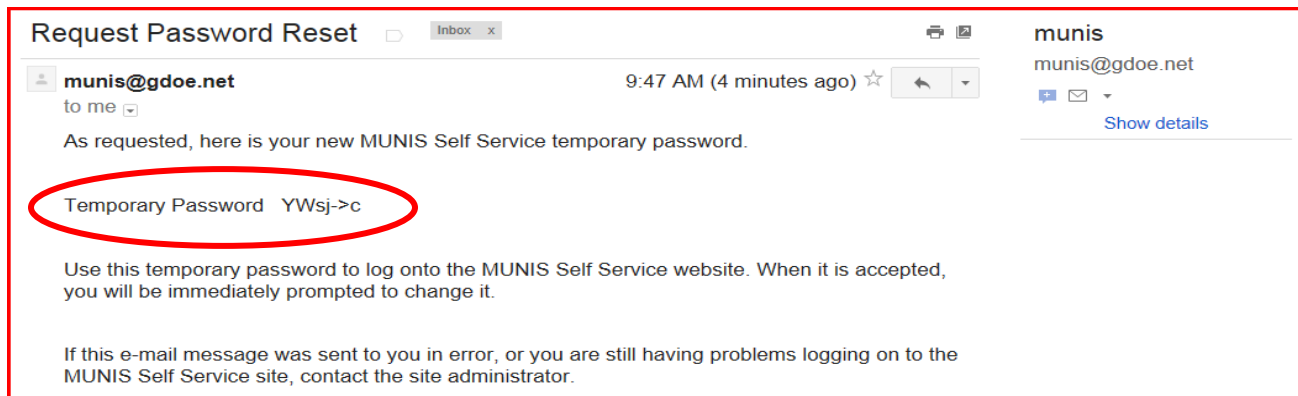 Request Password Reset
Inbox x
munis@gdoe.net
9:47 AM (4 minutes ago)
to me
As requested, here is your new MUNIS Self Service temporary password.
Temporary Password YWsj->c
Use this temporary password to log onto the MUNIS Self Service website. When it is accepted,
you will be immediately prompted to change it.
If this e-mail message was sent to you in error, or you are still having problems logging on to the
MUNIS Self Service site, contact the site administrator.
munis
munis@gdoe.net
Show details